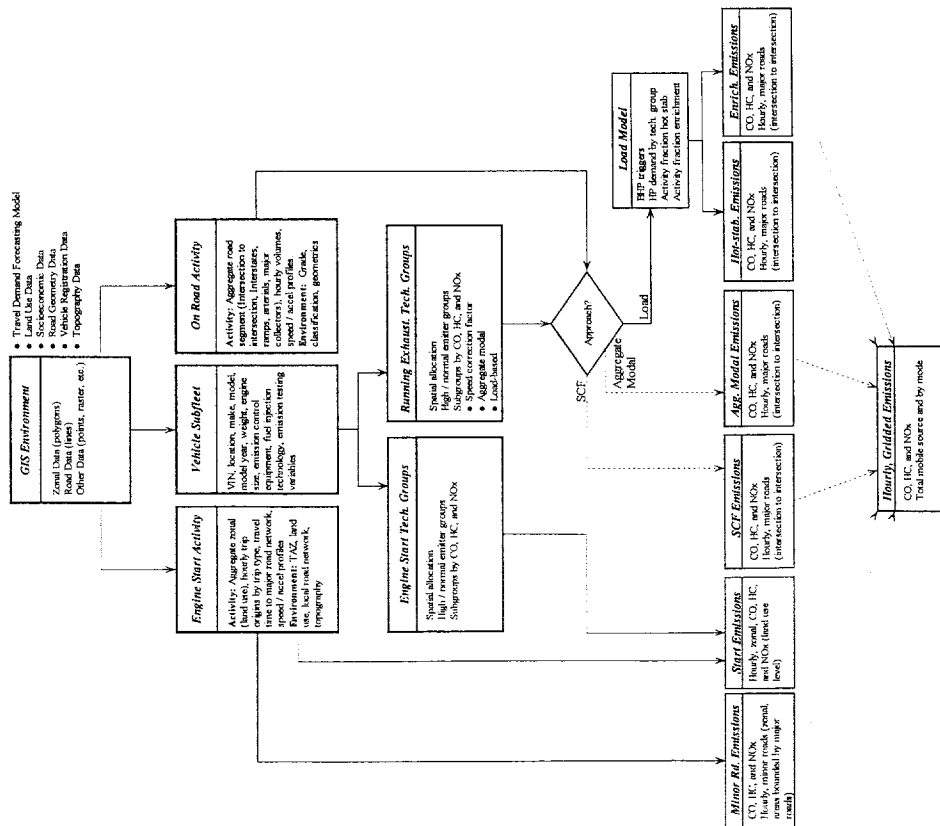 GIS Environment
Zonal Data (polygons)
Road Data (lines)
Other Data (points, raster, etc.)
• Travel Demand Forecasting Model
• Land Use Data
• Socioeconomic Data
• Road Geometry Data
• Vehicle Registration Data
• Topography Data
Engine Start Activity
Activity: Aggregate zonal
(land use), hourly trip
origins by trip type, travel
time to major road network,
speed / accel profiles
Environment: TAZ, land
use, local road network,
topography
Vehicle Subfleet
VIN, location, make, model,
model year, weight, engine
size, emission control
equipment, fuel injection
technology, emission testing
variables
On Road Activity
Activity: Aggregate road
segment (Intersection to
intersection, Interstates,
ramps, arterials, major
collectors), hourly volumes,
speed / accel profiles
Environment: Grade,
classification, geometrics
Engine Start Tech. Groups
Spatial allocation
High / normal emitter groups
Subgroups by CO, HC, and NOx
Running Exhaust. Tech. Groups
Spatial allocation
High / normal emitter groups
Subgroups by CO, HC, and NOx
• Speed correction factor
• Aggregate modal
• Load-based
Approach?
SCF
Aggregate
Modal
Load
Load Model
BHP triggers
HP demand by tech. group
Activity fraction hot stab.
Activity fraction enrichment
Minor Rd. Emissions
CO, HC, and NOx
Hourly, minor roads (zonal,
areas bounded by major
roads)
Start Emissions
Hourly, zonal, CO, HC,
and NOx (land use
level)
SCF Emissions
CO, HC, and NOx
Hourly, major roads
(intersection to intersection)
Agg. Modal Emissions
CO, HC, and NOx
Hourly, major roads
(intersection to intersection)
Hot-stab. Emissions
CO, HC, and NOx
Hourly, major roads
(intersection to intersection)
Enrich. Emissions
CO, HC, and NOx
Hourly, major roads
(intersection to intersection)
Hourly, Gridded Emissions
CO, HC, and NOx
Total mobile source and by mode